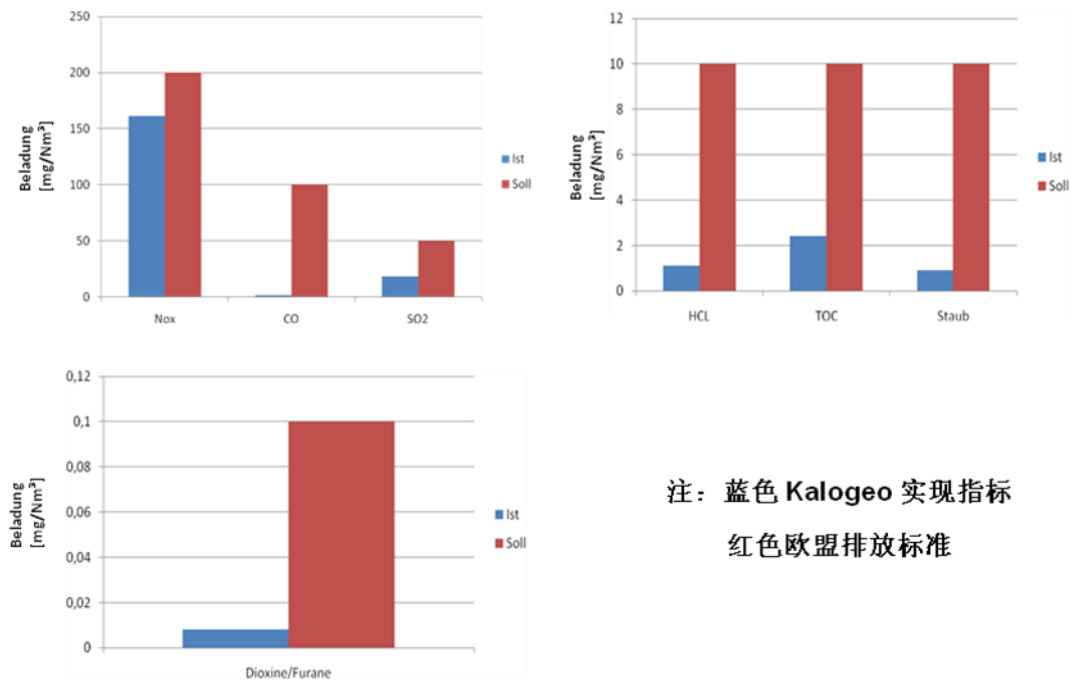 250
200
150
100
50
0
Beladung
[mg/Nm³]
Nox CO SO2
Ist
Soll
12
10
8
6
4
2
0
Beladung
[mg/Nm³]
HCL TOC Staub
Ist
Soll
0,12
0,1
0,08
0,06
0,04
0,02
0
Beladung
[mg/Nm³]
Dioxine/Furane
Ist
Soll
注：蓝色 Kalogeo 实现指标
红色欧盟排放标准